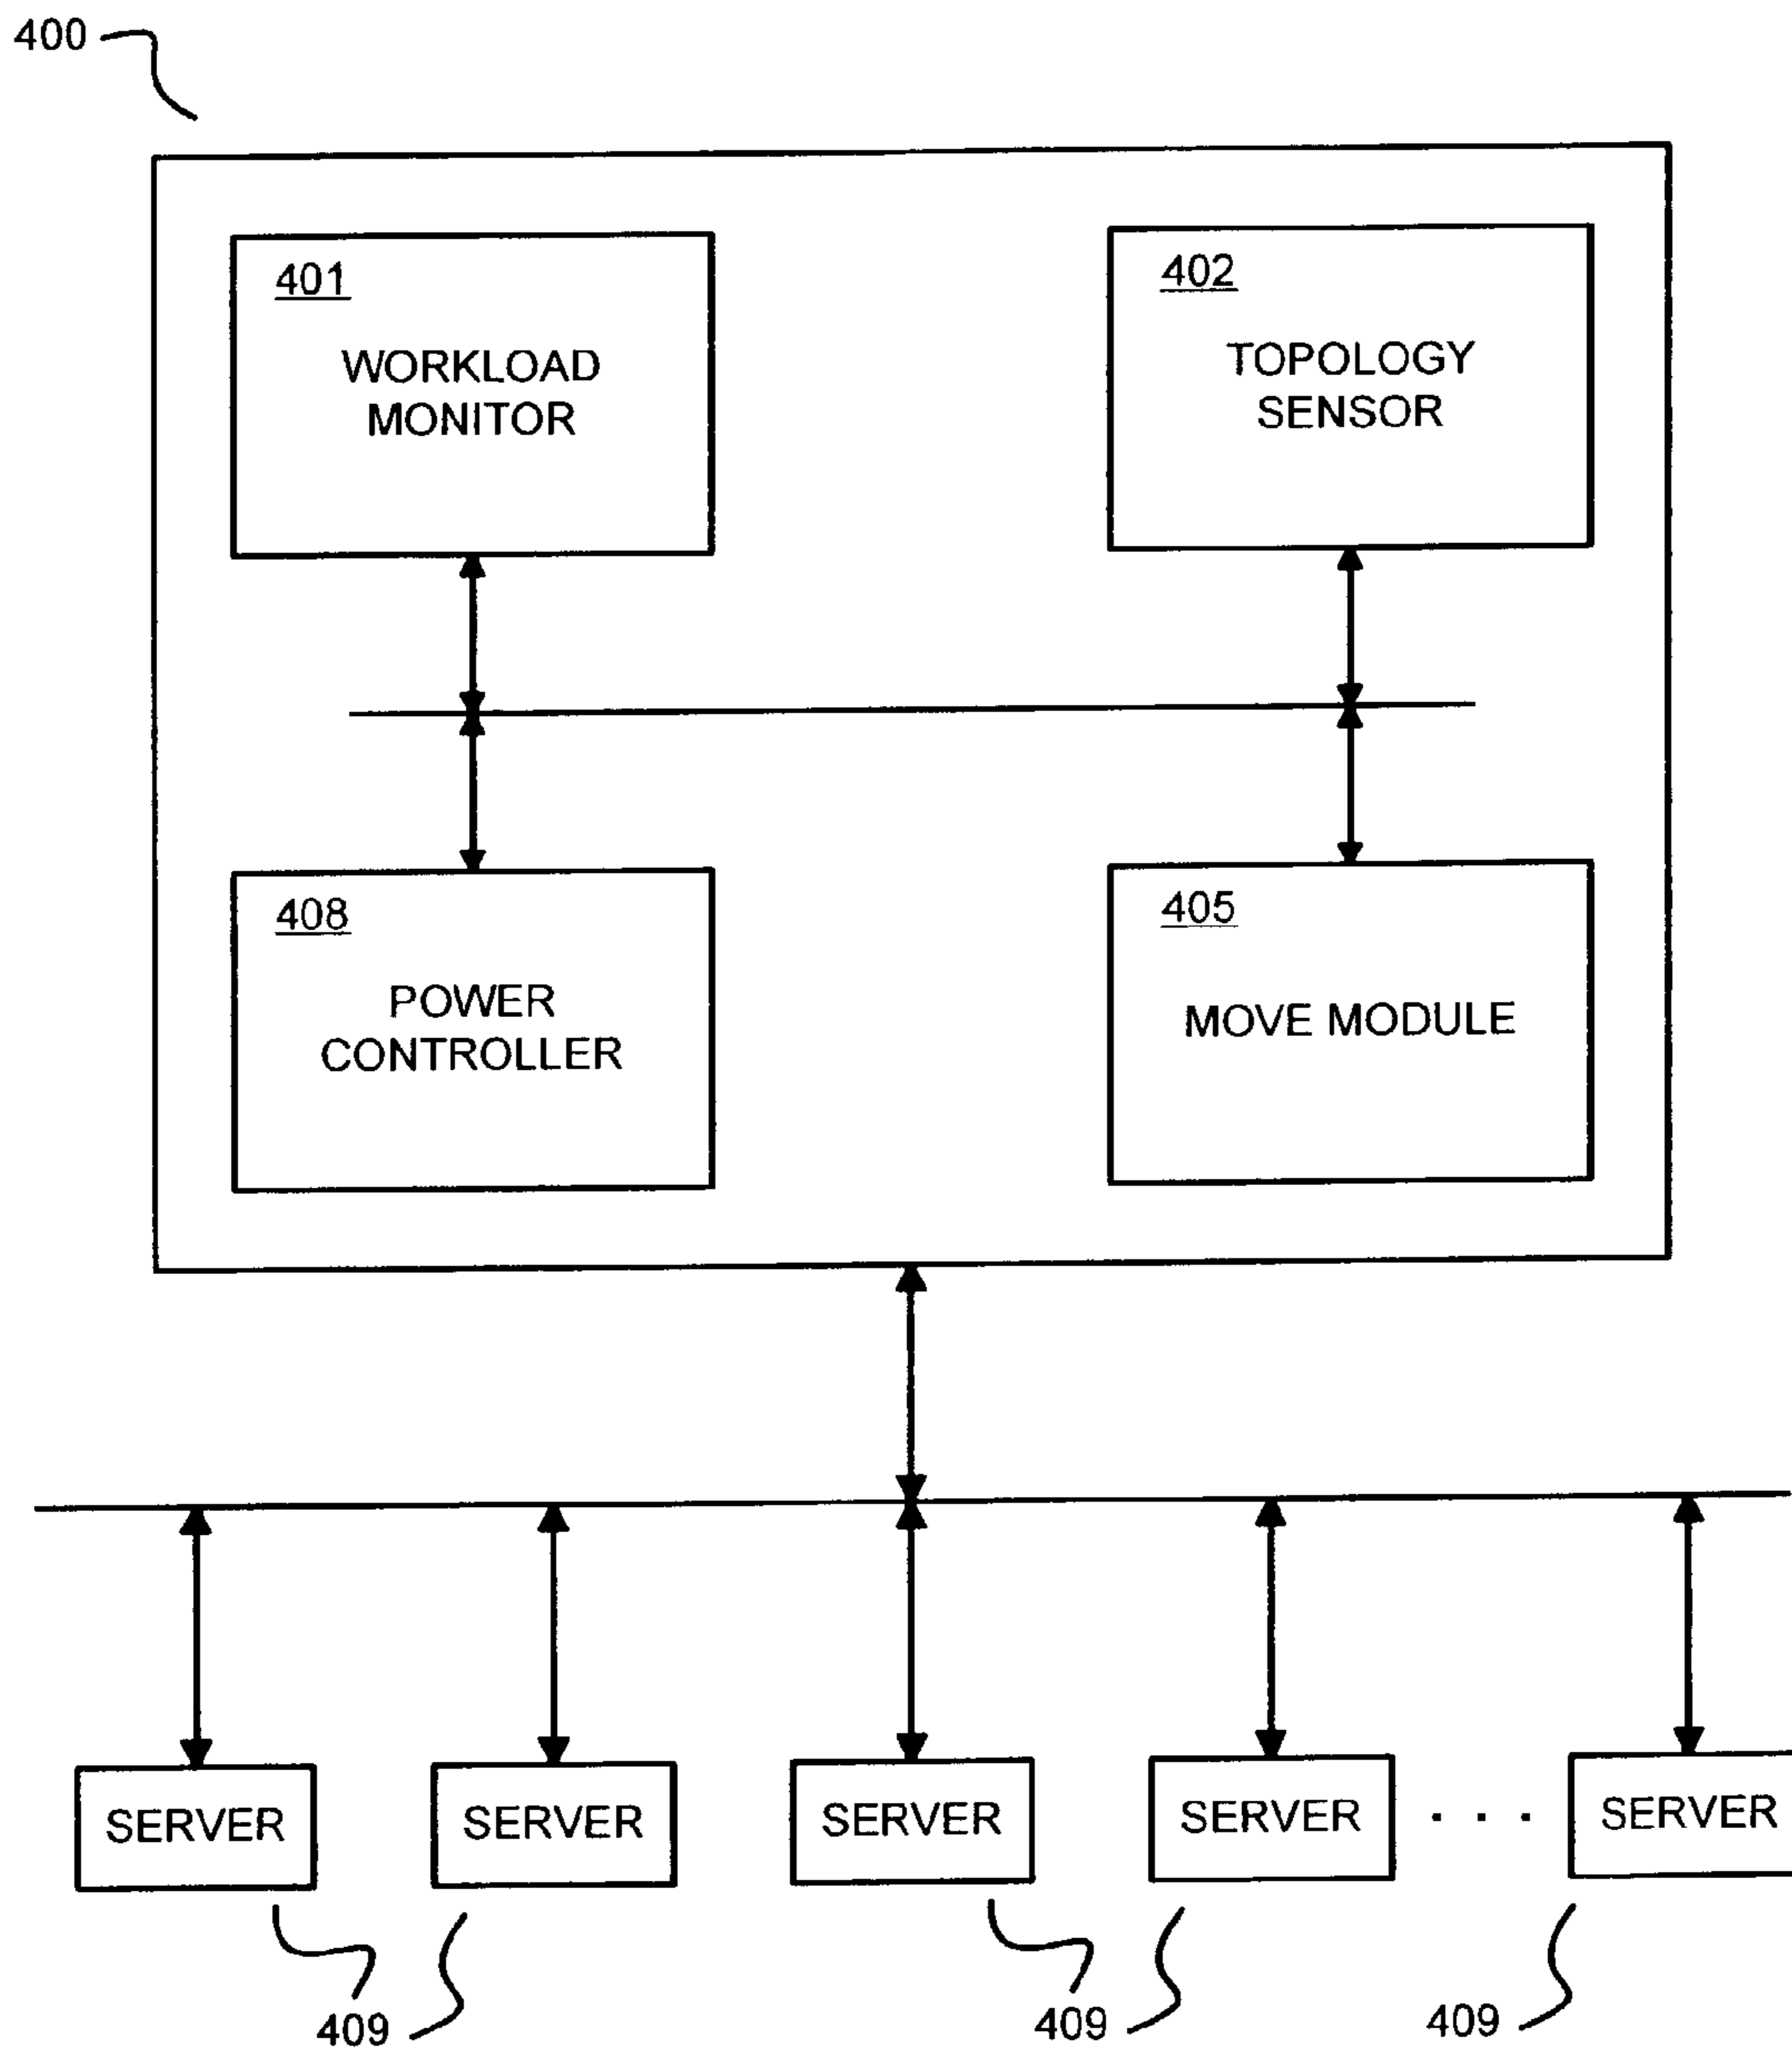 400
401
WORKLOAD
MONITOR
402
TOPOLOGY
SENSOR
408
POWER
CONTROLLER
405
MOVE MODULE
SERVER
SERVER
SERVER
SERVER
. . .
SERVER
409
409
409